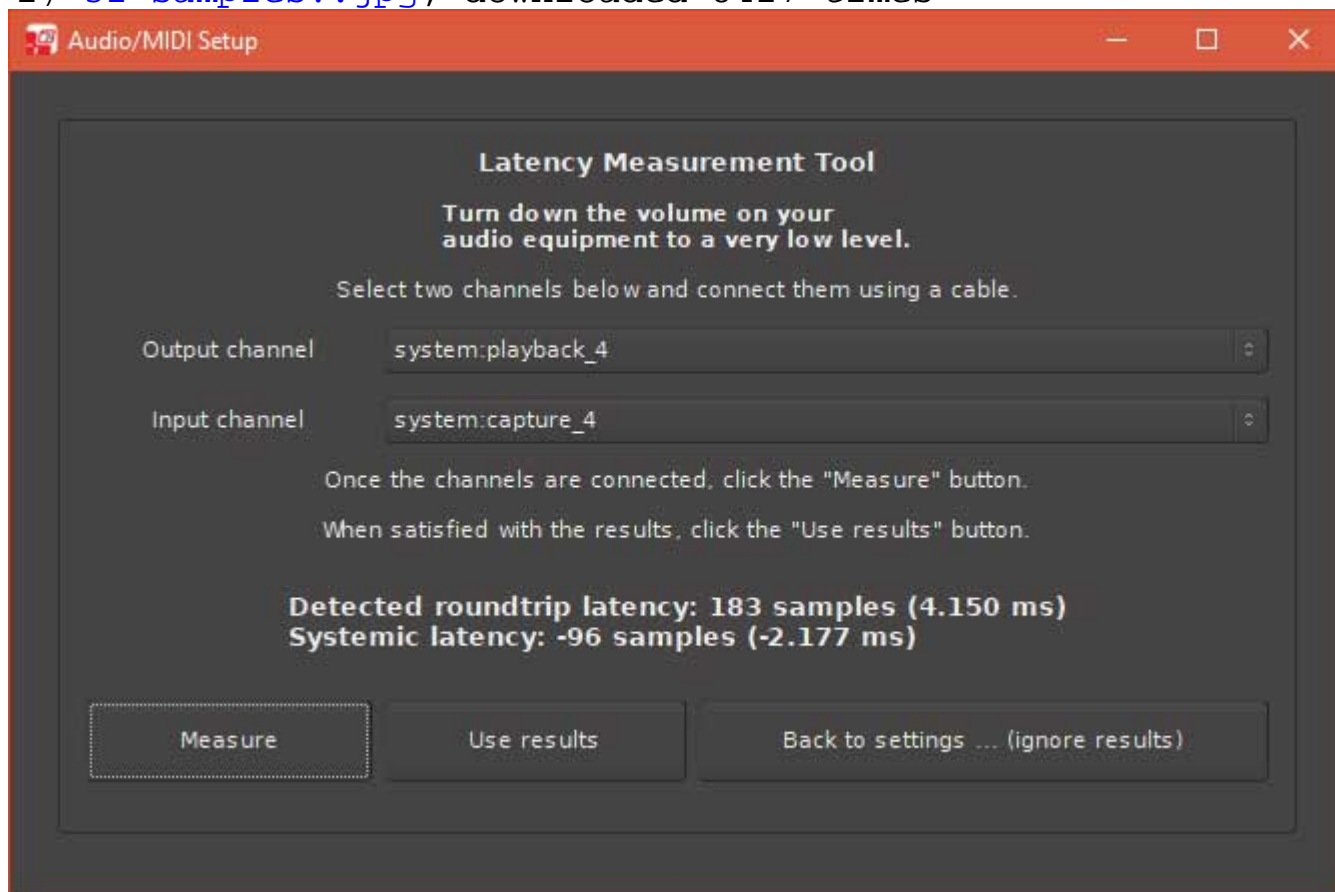 Audio/MIDI Setup
Latency Measurement Tool
Turn down the volume on your
audio equipment to a very low level.
Select two channels below and connect them using a cable.
Output channel system:playback_4
Input channel system:capture_4
Once the channels are connected, click the "Measure" button.
When satisfied with the results, click the "Use results" button.
Detected roundtrip latency: 183 samples (4.150 ms)
Systemic latency: -96 samples (-2.177 ms)
Measure Use results Back to settings ... (ignore results)